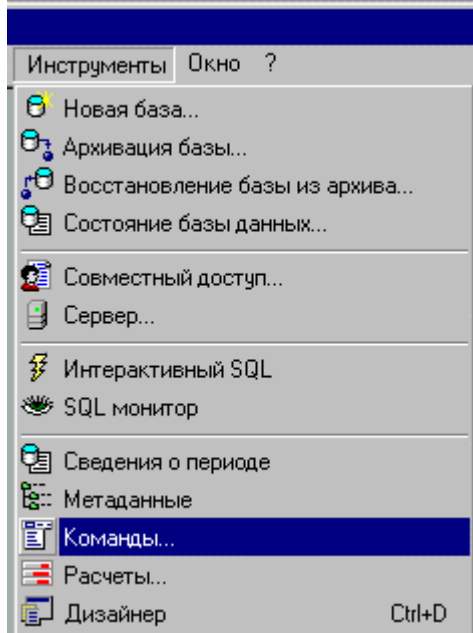 Инструменты Окно ?
Новая база...
Архивация базы...
Восстановление базы из архива...
Состояние базы данных...
Совместный доступ...
Сервер...
Интерактивный SQL
SQL монитор
Сведения о периоде
Метаданные
Команды...
Расчеты...
Дизайнер Ctrl+D